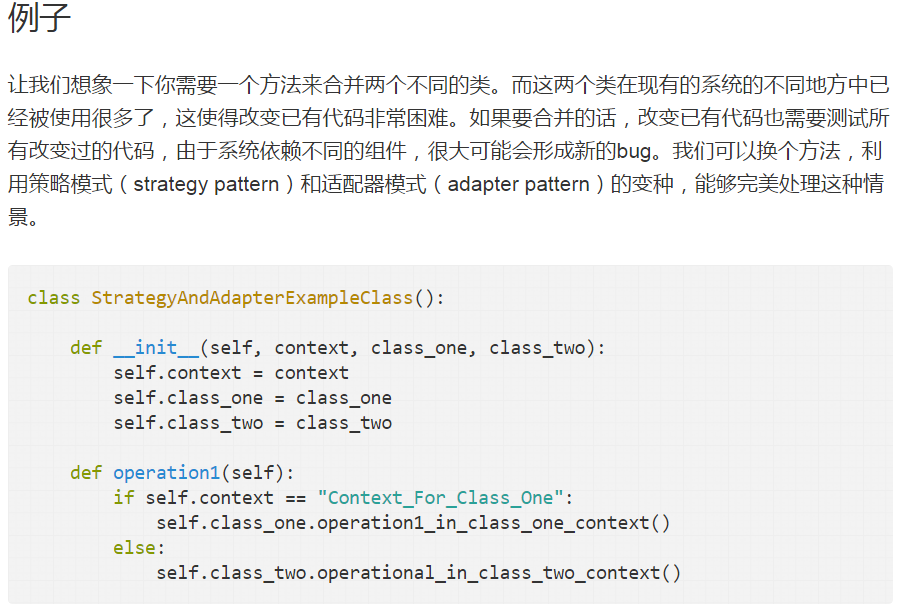 例子
让我们想象一下你需要一个方法来合并两个不同的类。而这两个类在现有的系统的不同地方中已
经被使用很多了，这使得改变已有代码非常困难。如果要合并的话，改变已有代码也需要测试所
有改变过的代码，由于系统依赖不同的组件，很大可能会形成新的bug。我们可以换个方法，利
用策略模式（strategy pattern）和适配器模式（adapter pattern）的变种，能够完美处理这种情
景。
class StrategyAndAdapterExampleClass():
    def __init__(self, context, class_one, class_two):
        self.context = context
        self.class_one = class_one
        self.class_two = class_two
    def operation1(self):
        if self.context == "Context_For_Class_One":
            self.class_one.operation1_in_class_one_context()
        else:
            self.class_two.operational_in_class_two_context()